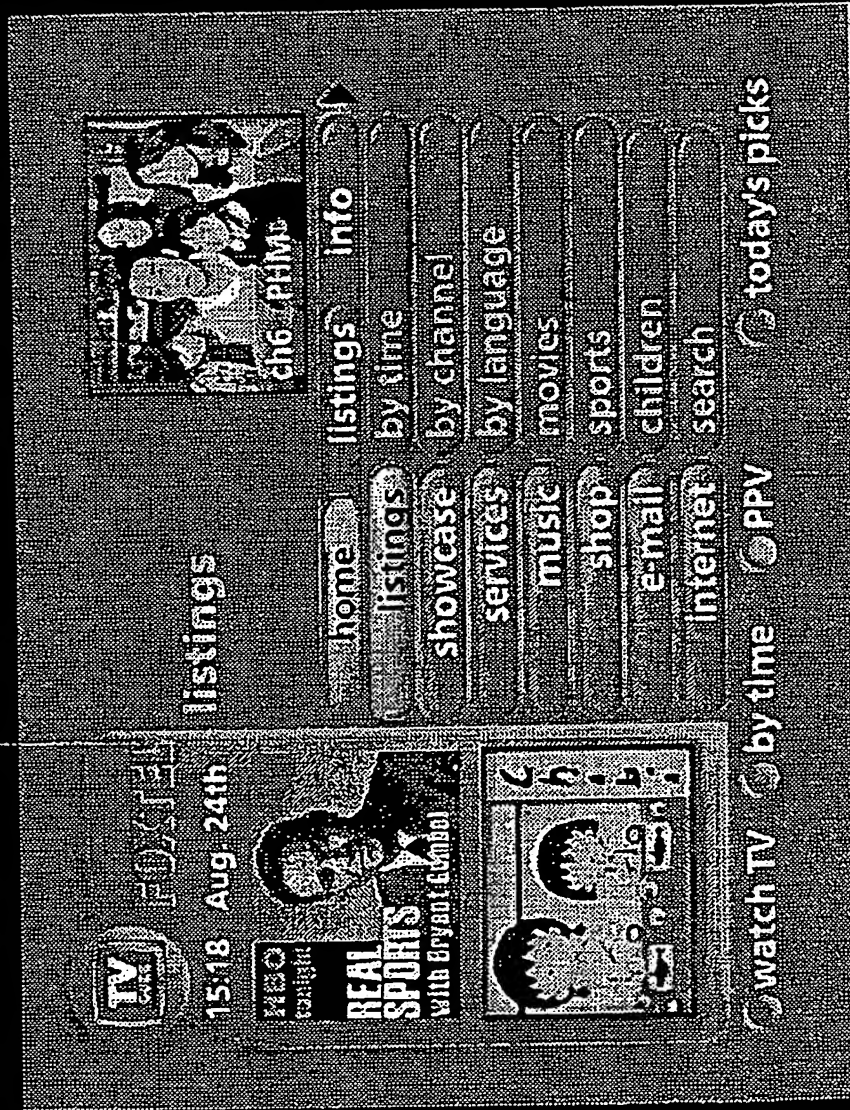 TV
GUIDE
FOXTEL
15:18 Aug. 24th
listings
ch6
HBO
tonight
REAL
SPORTS
with Bryant Gumbel
home listings info
listings by time
showcase by channel
services by language
music movies
shop sports
e-mail children
internet search
watch TV by time PPV today's picks